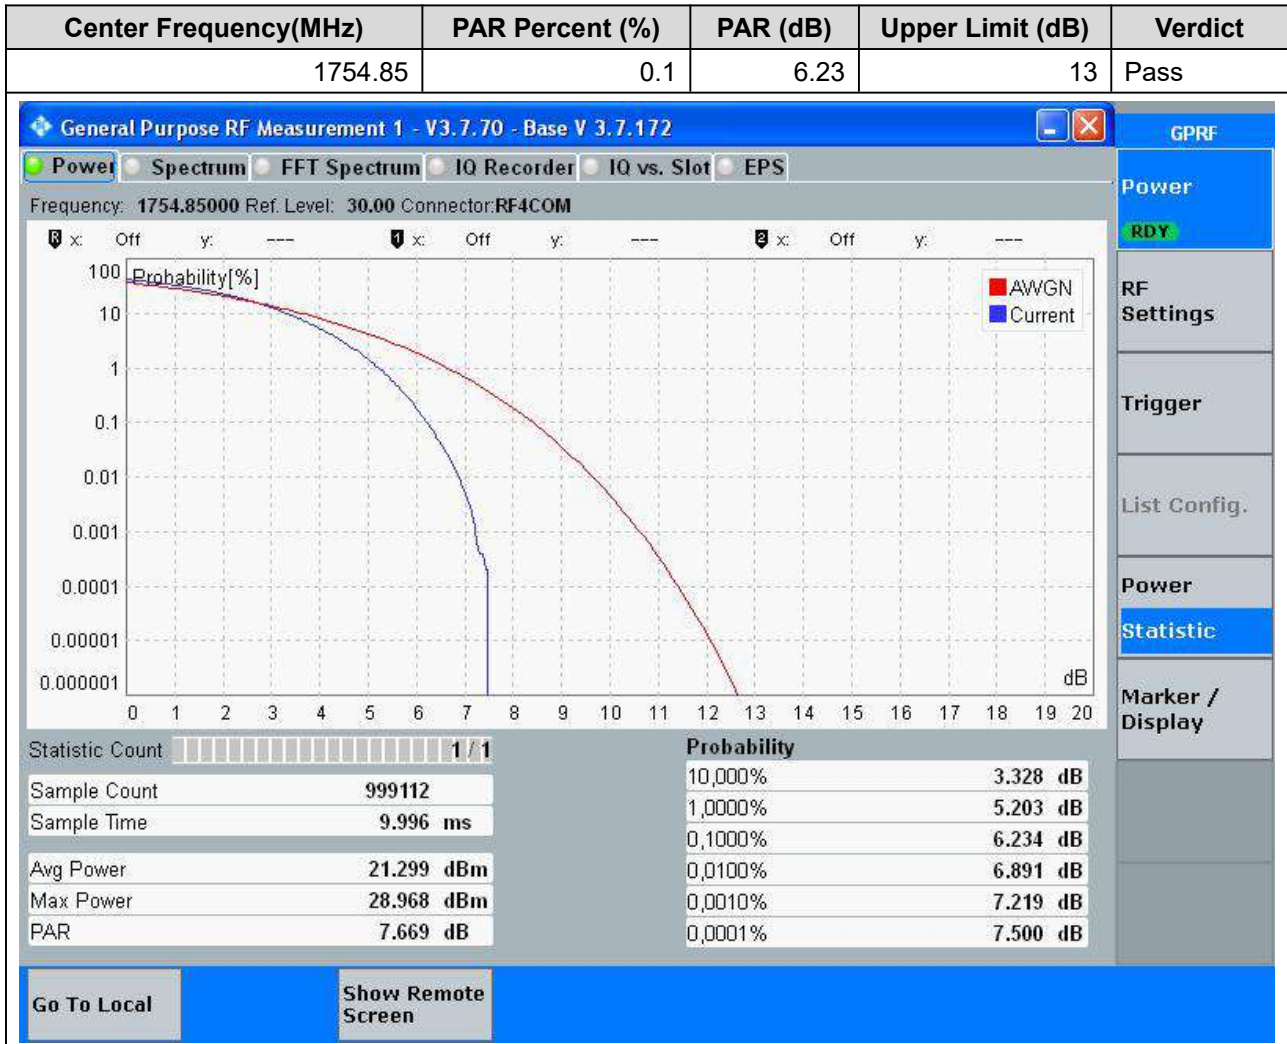 Center Frequency(MHz) PAR Percent (%) PAR (dB) Upper Limit (dB) Verdict
1754.85 0.1 6.23 13 Pass
General Purpose RF Measurement 1 - V3.7.70 - Base V 3.7.172
GPRF
Power Spectrum FFT Spectrum IQ Recorder IQ vs. Slot EPS
Power
RDY
Frequency: 1754.85000 Ref. Level: 30.00 Connector:RF4COM
R x: Off y: --- 1 x: Off y: --- 2 x: Off y: ---
Probability[%]
AWGN
Current
100
10
1
0.1
0.01
0.001
0.0001
0.00001
0.000001
dB
0 1 2 3 4 5 6 7 8 9 10 11 12 13 14 15 16 17 18 19 20
RF
Settings
Trigger
List Config.
Power
Statistic
Marker /
Display
Statistic Count 1 / 1
Sample Count 999112
Sample Time 9.996 ms
Avg Power 21.299 dBm
Max Power 28.968 dBm
PAR 7.669 dB
Probability
10,000% 3.328 dB
1,0000% 5.203 dB
0,1000% 6.234 dB
0,0100% 6.891 dB
0,0010% 7.219 dB
0,0001% 7.500 dB
Go To Local
Show Remote
Screen